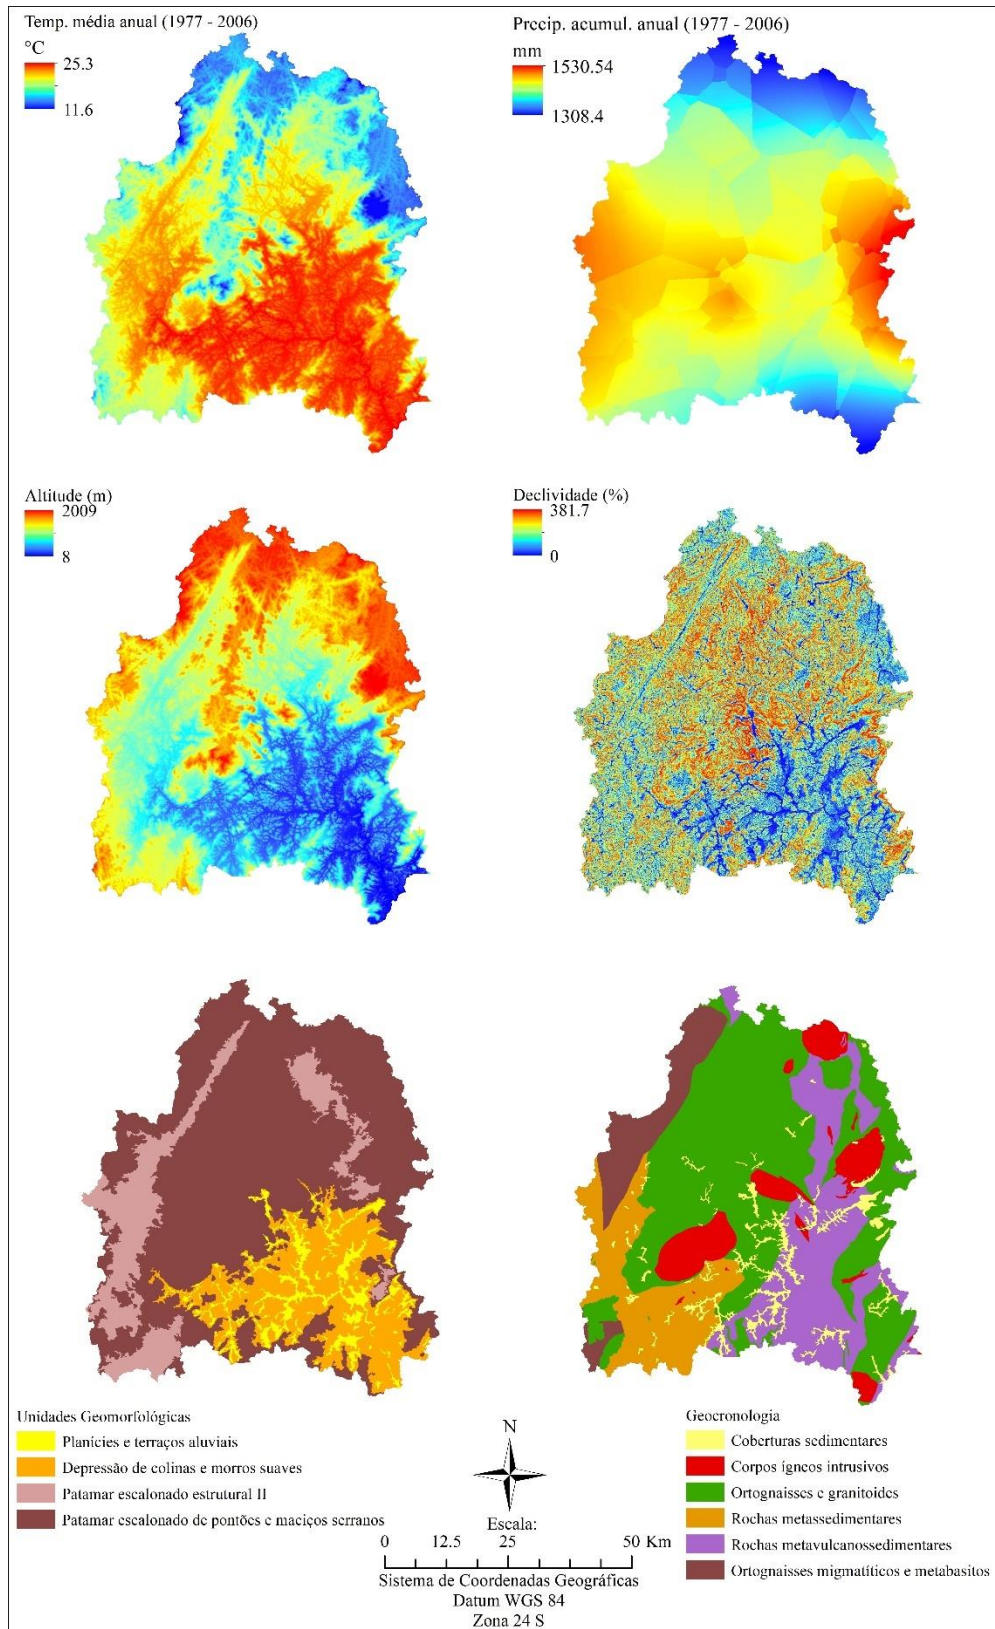 Temp. média anual (1977 - 2006)
°C
25.3
11.6
Precip. acumul. anual (1977 - 2006)
mm
1530.54
1308.4
Altitude (m)
2009
8
Declividade (%)
381.7
0
Unidades Geomorfológicas
Planícies e terraços aluviais
Depressão de colinas e morros suaves
Patamar escalonado estrutural II
Patamar escalonado de pontões e maciços serranos
N
Escala:
0 12.5 25 50 Km
Sistema de Coordenadas Geográficas
Datum WGS 84
Zona 24 S
Geocronologia
Coberturas sedimentares
Corpos ígneos intrusivos
Ortognaisses e granitoides
Rochas metassedimentares
Rochas metavulcanossedimentares
Ortognaisses migmatíticos e metabasitos